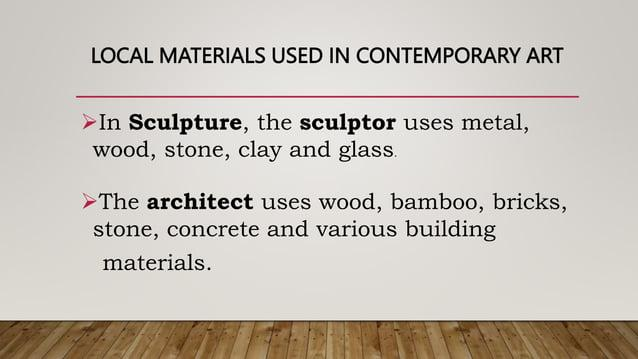 LOCAL MATERIALS USED IN CONTEMPORARY ART
➢In Sculpture, the sculptor uses metal,
wood, stone, clay and glass.
➢The architect uses wood, bamboo, bricks,
stone, concrete and various building
materials.